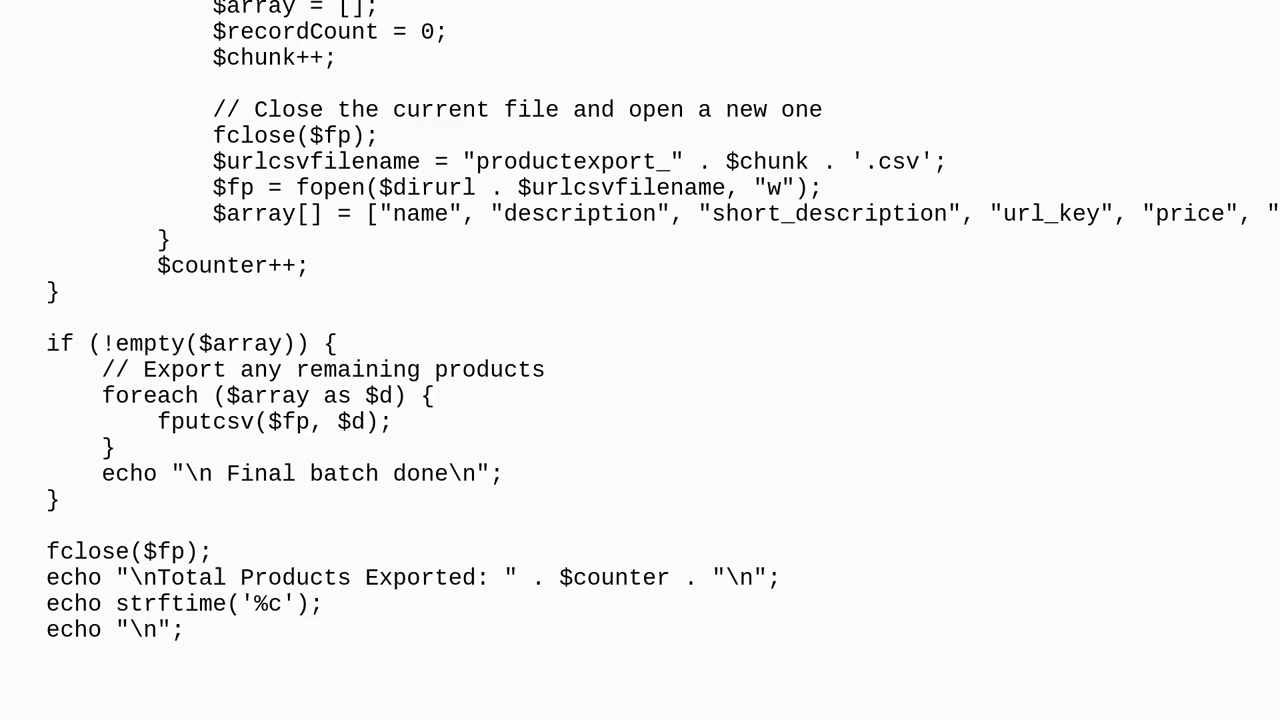 $array = [];
$recordCount = 0;
$chunk++;
// Close the current file and open a new one
fclose($fp);
$urlcsvfilename = "productexport_" . $chunk . '.csv';
$fp = fopen($dirurl . $urlcsvfilename, "w");
$array[] = ["name", "description", "short_description", "url_key", "price", "
}
$counter++;
}
if (!empty($array)) {
// Export any remaining products
foreach ($array as $d) {
fputcsv($fp, $d);
}
echo "\n Final batch done\n";
}
fclose($fp);
echo "\nTotal Products Exported: " . $counter . "\n";
echo strftime('%c');
echo "\n";